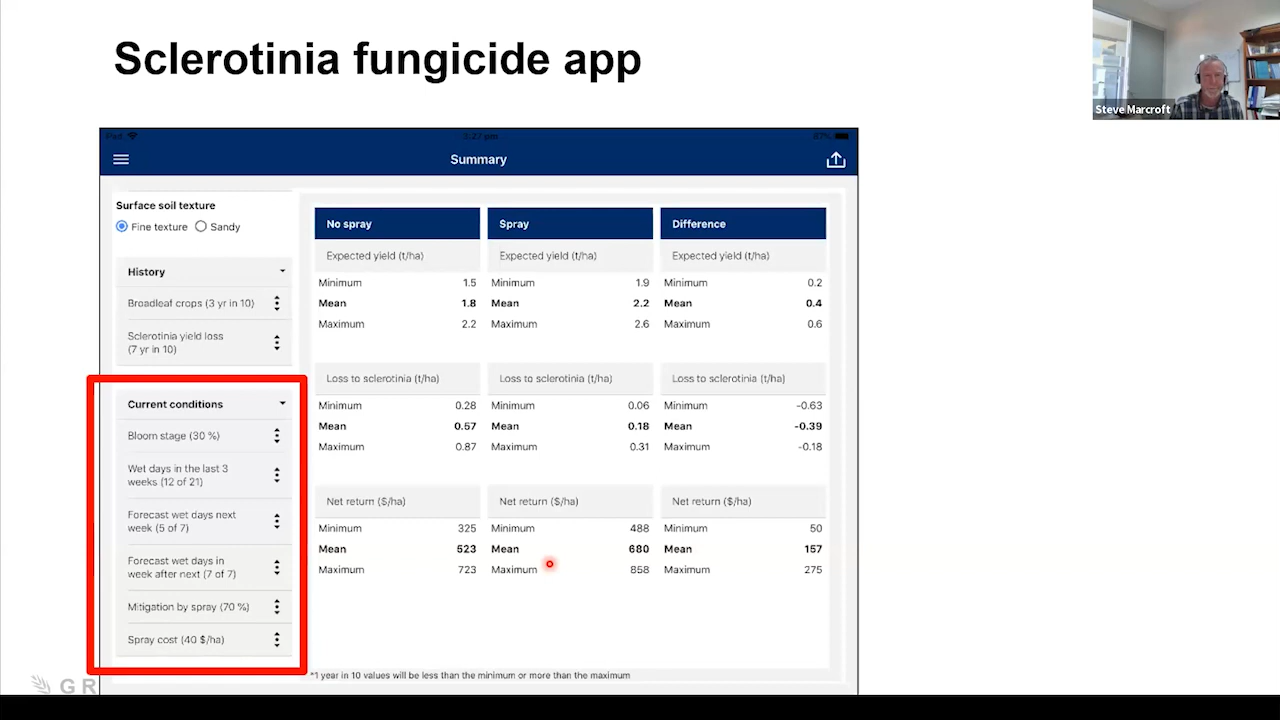 Sclerotinia fungicide app
Steve Marcroft
iPad 3:27 pm 87%
Summary
Surface soil texture
Fine texture Sandy
History
Broadleaf crops (3 yr in 10)
Sclerotinia yield loss
(7 yr in 10)
Current conditions
Bloom stage (30 %)
Wet days in the last 3
weeks (12 of 21)
Forecast wet days next
week (5 of 7)
Forecast wet days in
week after next (7 of 7)
Mitigation by spray (70 %)
Spray cost (40 $/ha)
No spray Spray Difference
Expected yield (t/ha) Expected yield (t/ha) Expected yield (t/ha)
Minimum 1.5 Minimum 1.9 Minimum 0.2
Mean 1.8 Mean 2.2 Mean 0.4
Maximum 2.2 Maximum 2.6 Maximum 0.6
Loss to sclerotinia (t/ha) Loss to sclerotinia (t/ha) Loss to sclerotinia (t/ha)
Minimum 0.28 Minimum 0.06 Minimum -0.63
Mean 0.57 Mean 0.18 Mean -0.39
Maximum 0.87 Maximum 0.31 Maximum -0.18
Net return ($/ha) Net return ($/ha) Net return ($/ha)
Minimum 325 Minimum 488 Minimum 50
Mean 523 Mean 680 Mean 157
Maximum 723 Maximum 858 Maximum 275
*1 year in 10 values will be less than the minimum or more than the maximum
GR